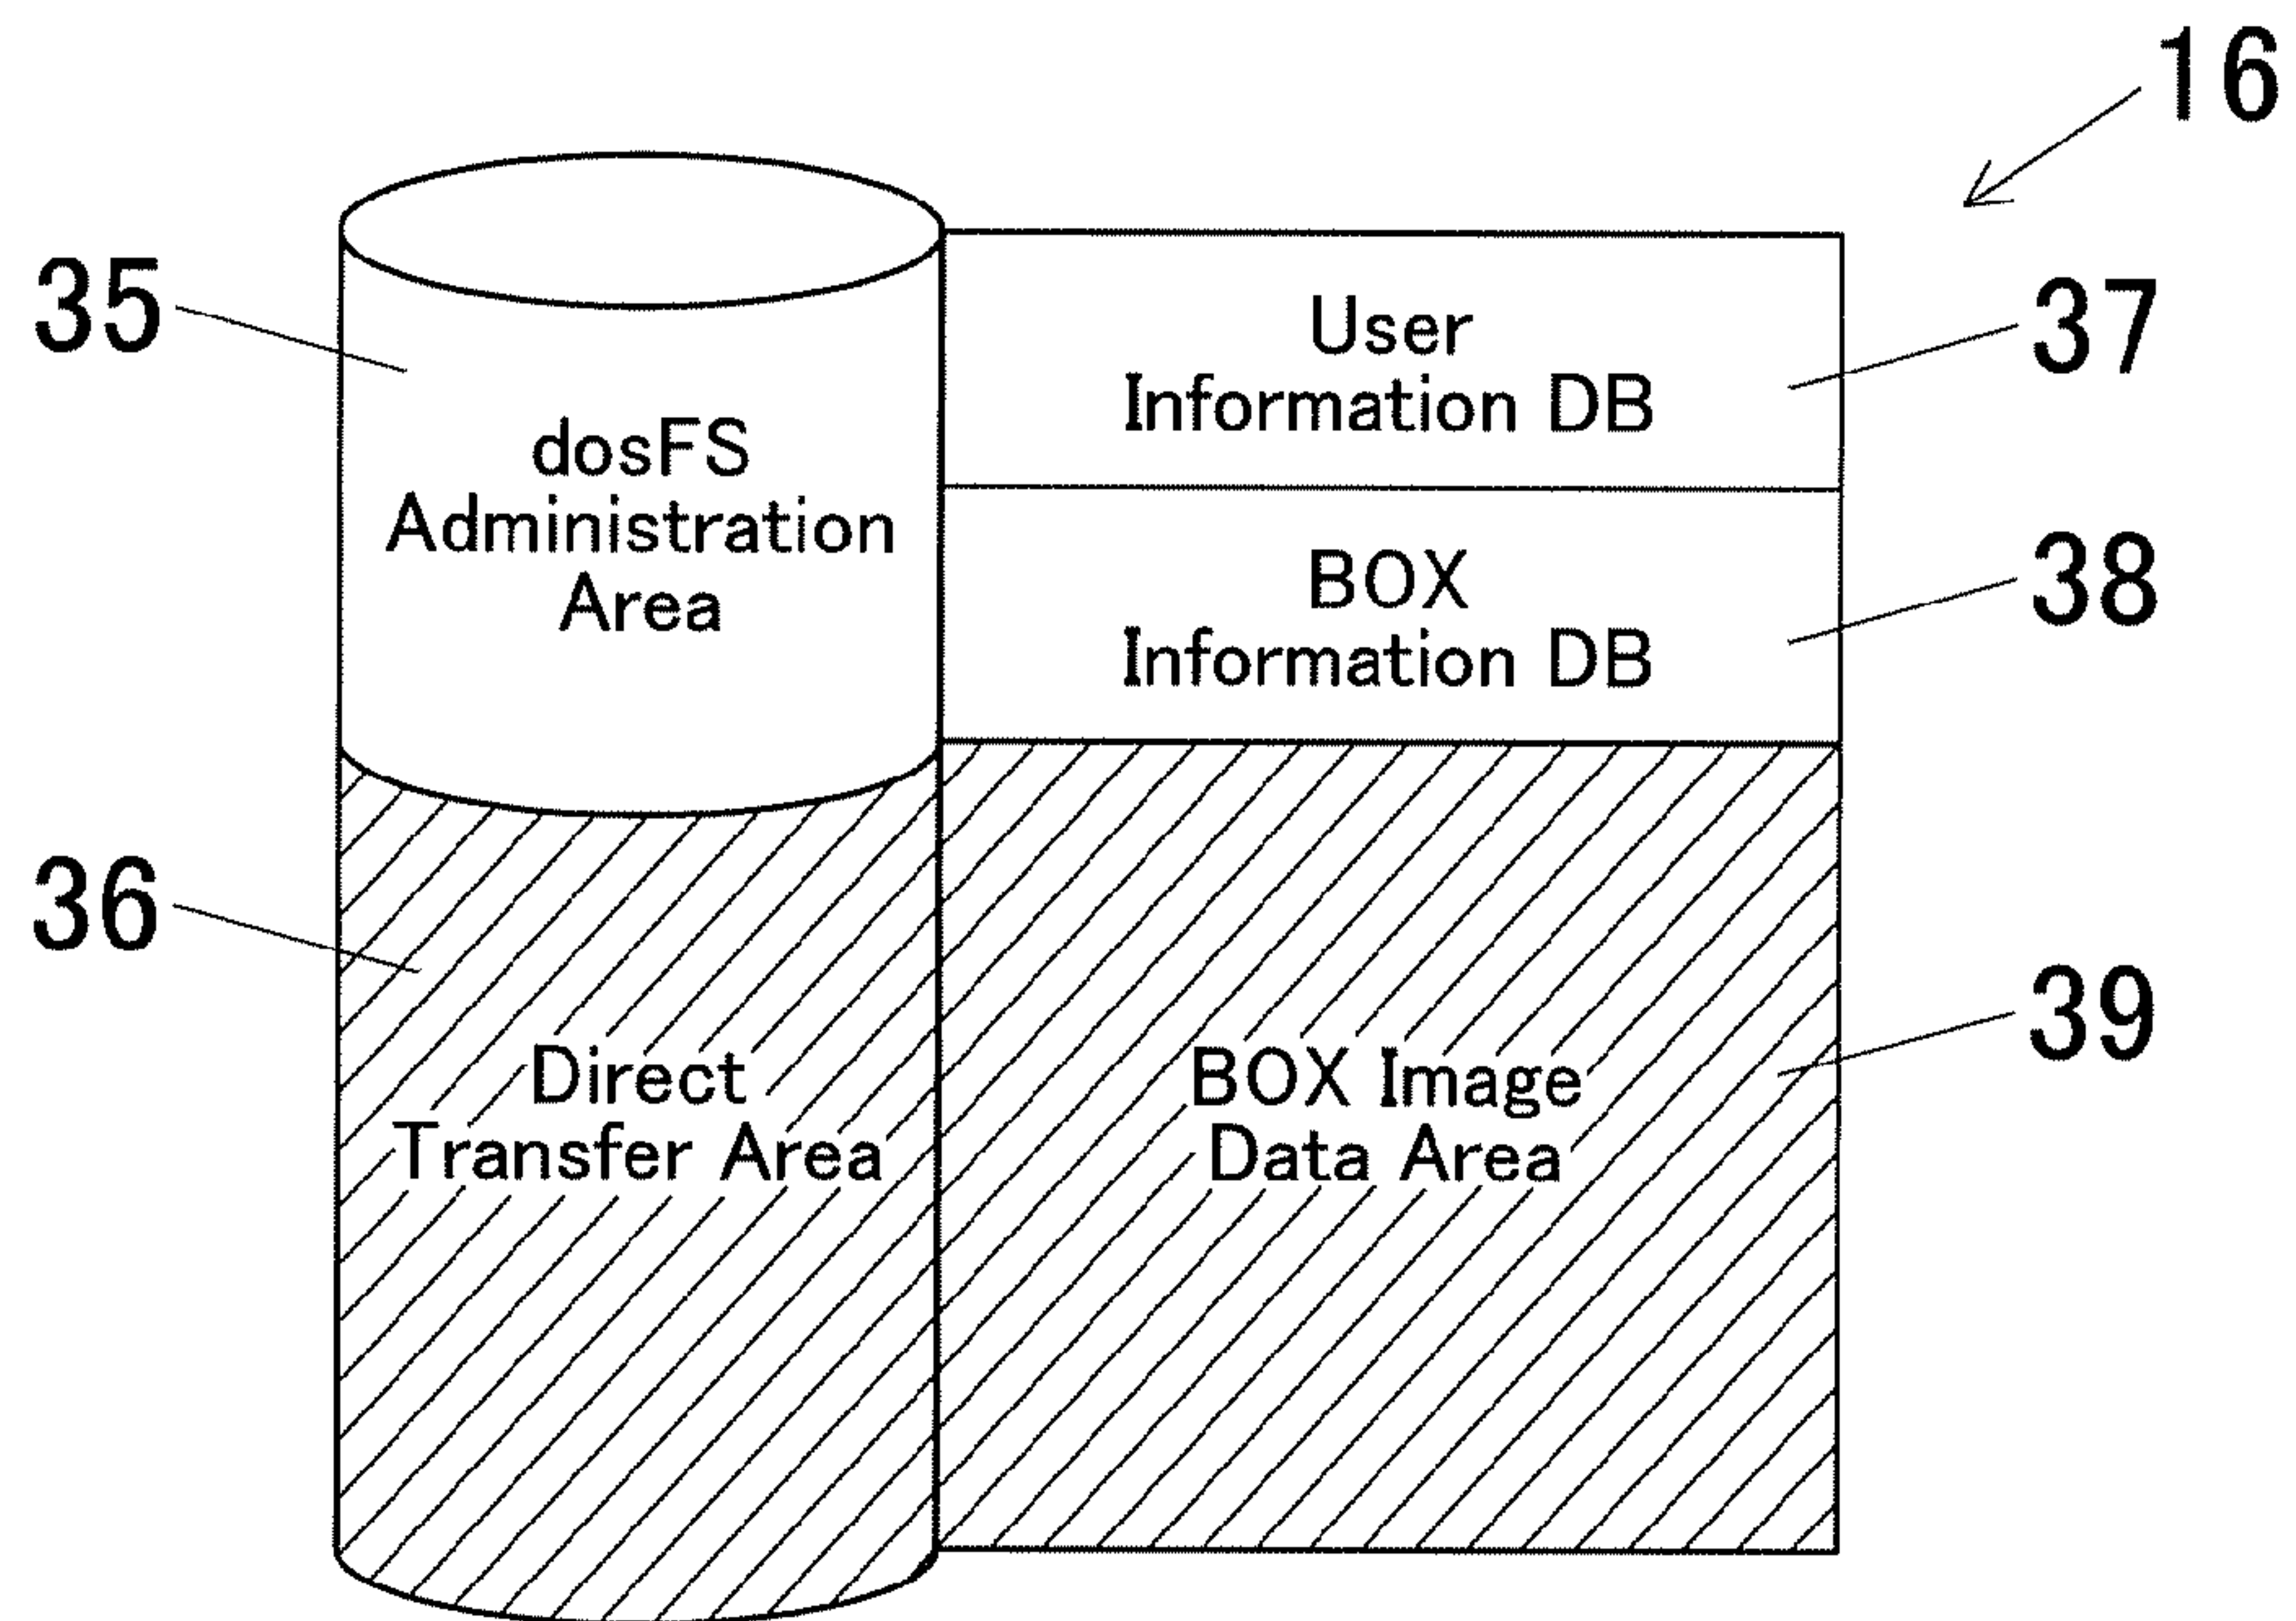 16
35
dosFS
Administration
Area
User
Information DB
37
BOX
Information DB
38
36
Direct
Transfer Area
BOX Image
Data Area
39